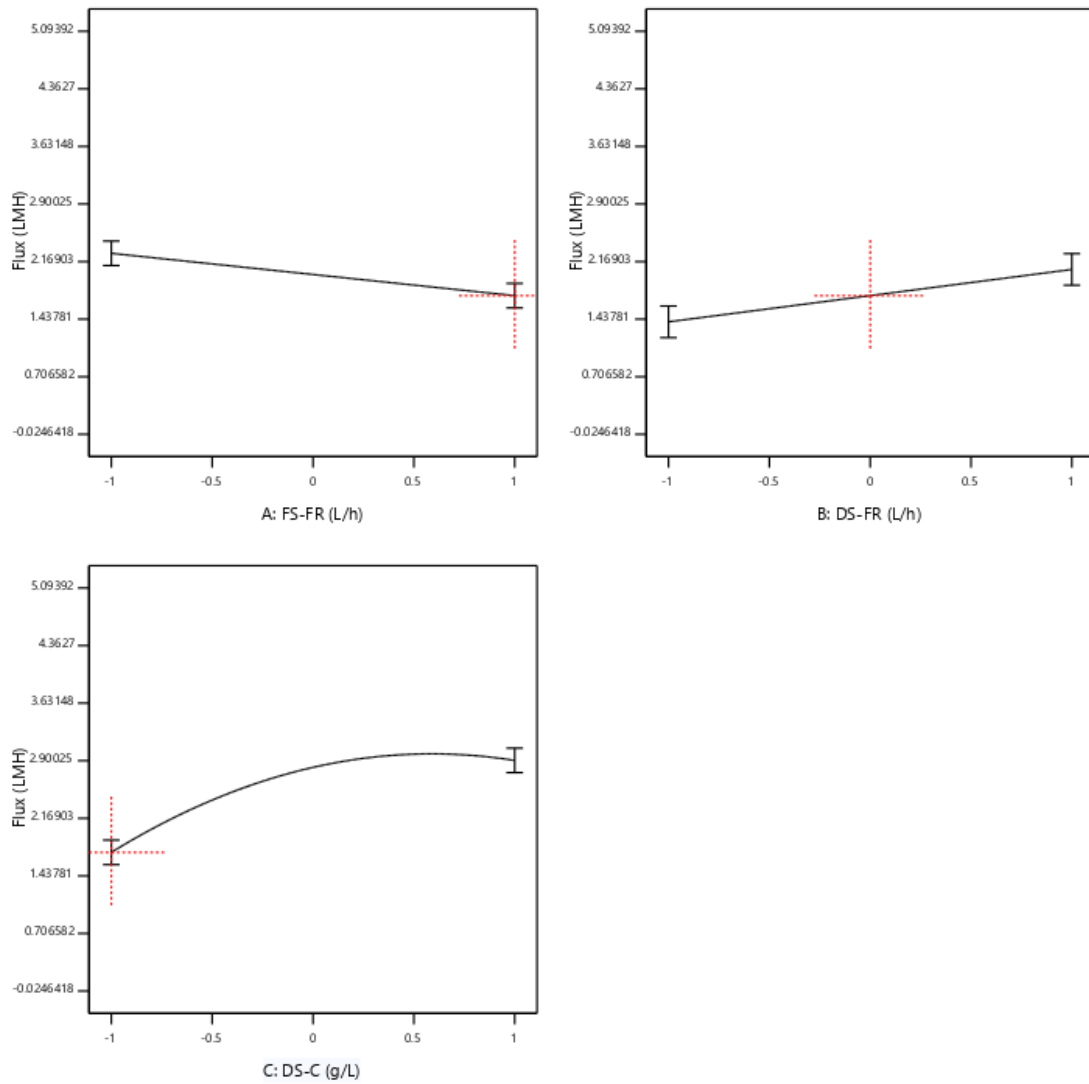 5.09392
4.3627
3.63148
2.90025
2.16903
1.43781
0.706582
-0.0246418
Flux (LMH)
-1 -0.5 0 0.5 1
A: FS-FR (L/h)
5.09392
4.3627
3.63148
2.90025
2.16903
1.43781
0.706582
-0.0246418
Flux (LMH)
-1 -0.5 0 0.5 1
B: DS-FR (L/h)
5.09392
4.3627
3.63148
2.90025
2.16903
1.43781
0.706582
-0.0246418
Flux (LMH)
-1 -0.5 0 0.5 1
C: DS-C (g/L)